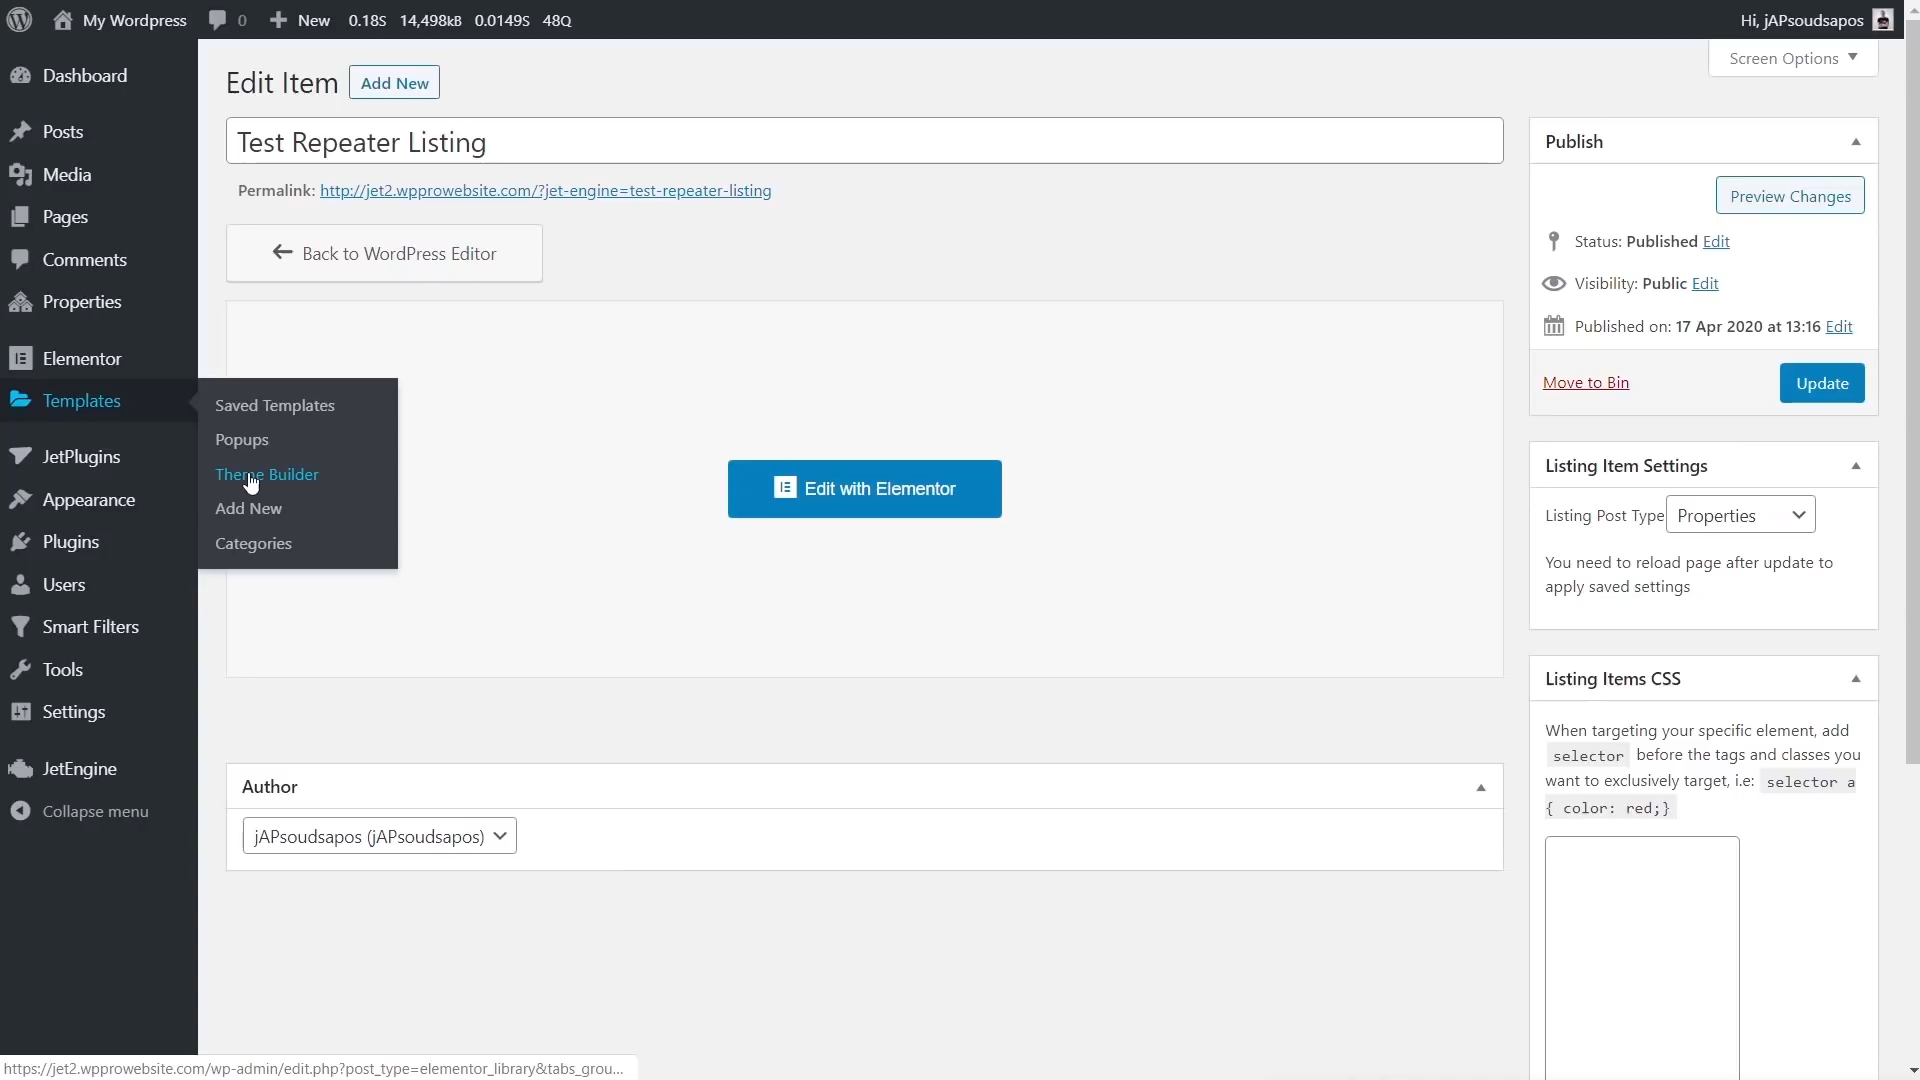 My Wordpress 0 New 0.18S 14,498kB 0.0149S 48Q Hi, jAPsoudsapos
Screen Options
Dashboard
Posts
Media
Pages
Comments
Properties
Elementor
Templates
JetPlugins
Appearance
Plugins
Users
Smart Filters
Tools
Settings
JetEngine
Collapse menu
Saved Templates
Popups
Theme Builder
Add New
Categories
Edit Item Add New
Test Repeater Listing
Permalink: http://jet2.wpprowebsite.com/?jet-engine=test-repeater-listing
Back to WordPress Editor
Edit with Elementor
Author
jAPsoudsapos (jAPsoudsapos)
Publish
Preview Changes
Status: Published Edit
Visibility: Public Edit
Published on: 17 Apr 2020 at 13:16 Edit
Move to Bin Update
Listing Item Settings
Listing Post Type Properties
You need to reload page after update to
apply saved settings
Listing Items CSS
When targeting your specific element, add
selector before the tags and classes you
want to exclusively target, i.e: selector a
{ color: red;}
https://jet2.wpprowebsite.com/wp-admin/edit.php?post_type=elementor_library&tabs_grou...